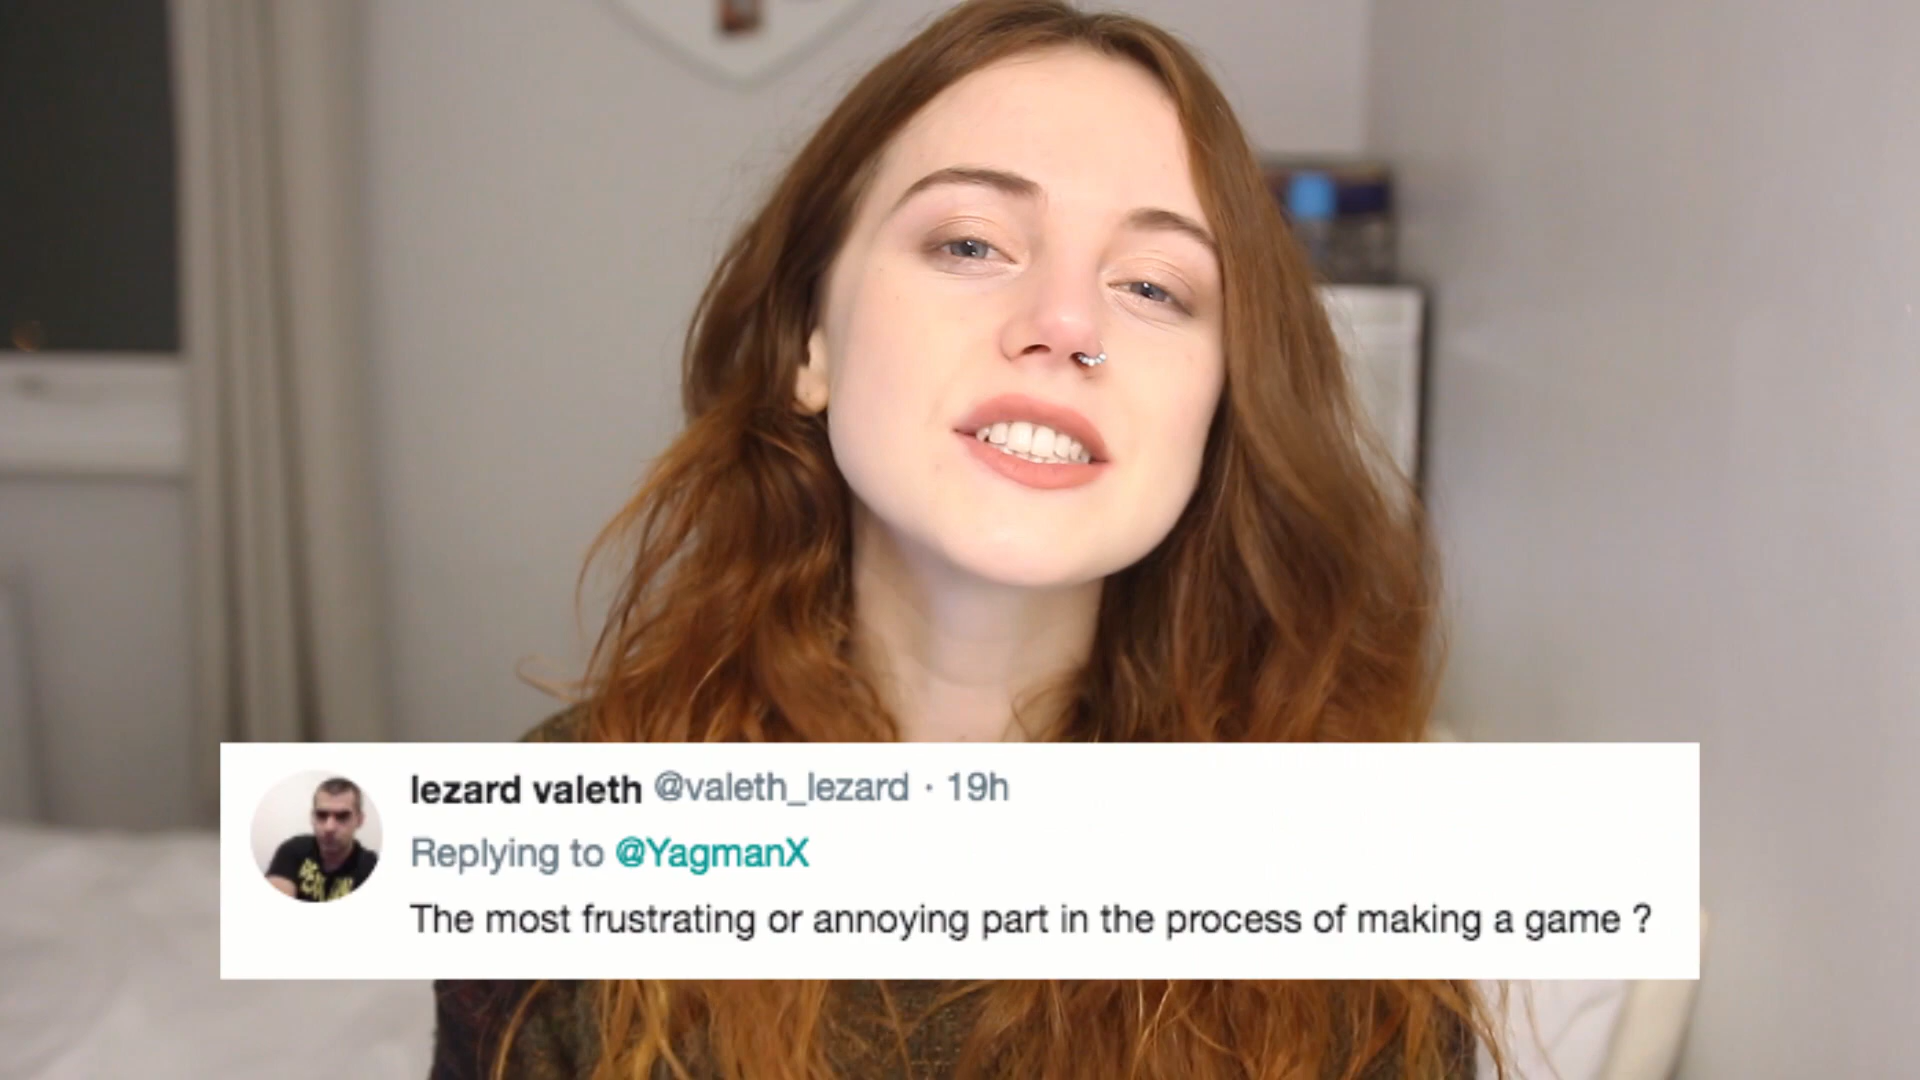 lezard valeth @valeth_lezard · 19h
Replying to @YagmanX
The most frustrating or annoying part in the process of making a game ?